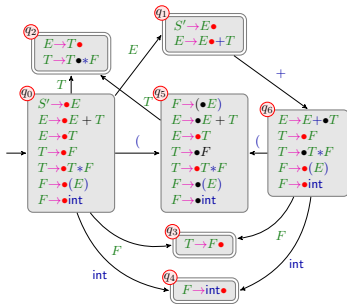 q₁
S′→E●
E→E●+T
q₂
E→T●
T→T●*F
E
+
T
T
q₀
S′→●E
E→●E+T
E→●T
T→●F
T→●T*F
F→●(E)
F→●int
(
q₅
F→(●E)
E→●E+T
E→●T
T→●F
T→●T*F
F→●(E)
F→●int
(
q₆
E→E+●T
T→●F
T→●T*F
F→●(E)
F→●int
F
q₃
T→F●
F
int
q₄
F→int●
int